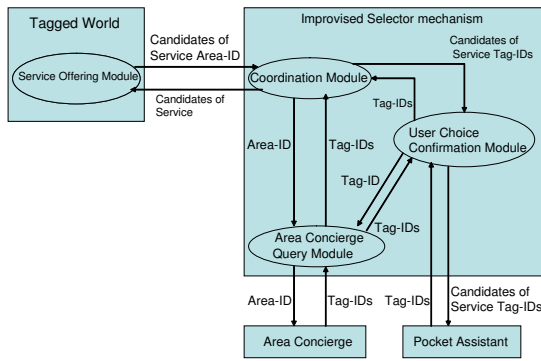 Tagged World
Improvised Selector mechanism
Candidates of
Service Area-ID
Candidates of
Service Tag-IDs
Service Offering Module
Coordination Module
Candidates of
Service
Tag-IDs
User Choice
Confirmation Module
Area-ID
Tag-IDs
Tag-ID
Tag-IDs
Area Concierge
Query Module
Area-ID
Tag-IDs
Tag-IDs
Candidates of
Service Tag-IDs
Area Concierge
Pocket Assistant